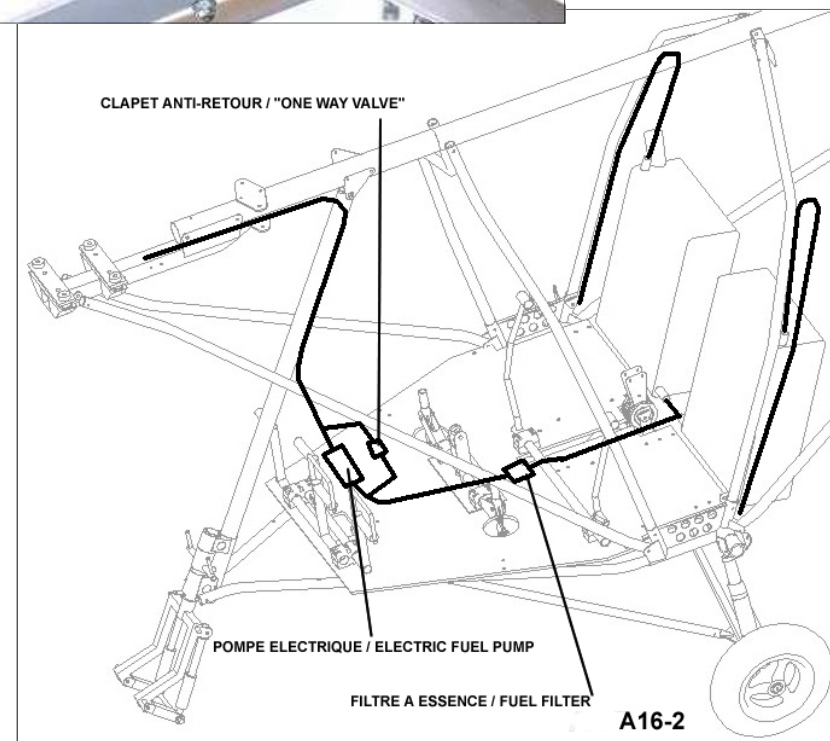 CLAPET ANTI-RETOUR / "ONE WAY VALVE"
POMPE ELECTRIQUE / ELECTRIC FUEL PUMP
FILTRE A ESSENCE / FUEL FILTER
A16-2